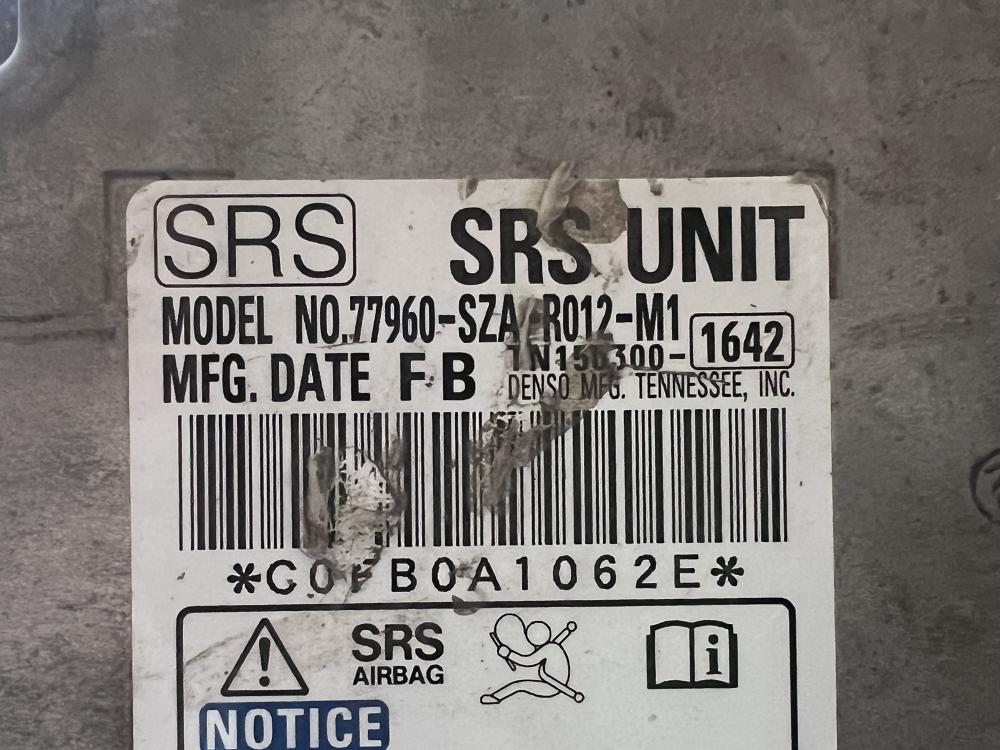 SRS SRS UNIT
MODEL NO.77960-SZA-R012-M1
1N150300-1642
MFG. DATE F B
DENSO MFG. TENNESSEE, INC.
*C0FB0A1062E*
SRS
AIRBAG
i
NOTICE